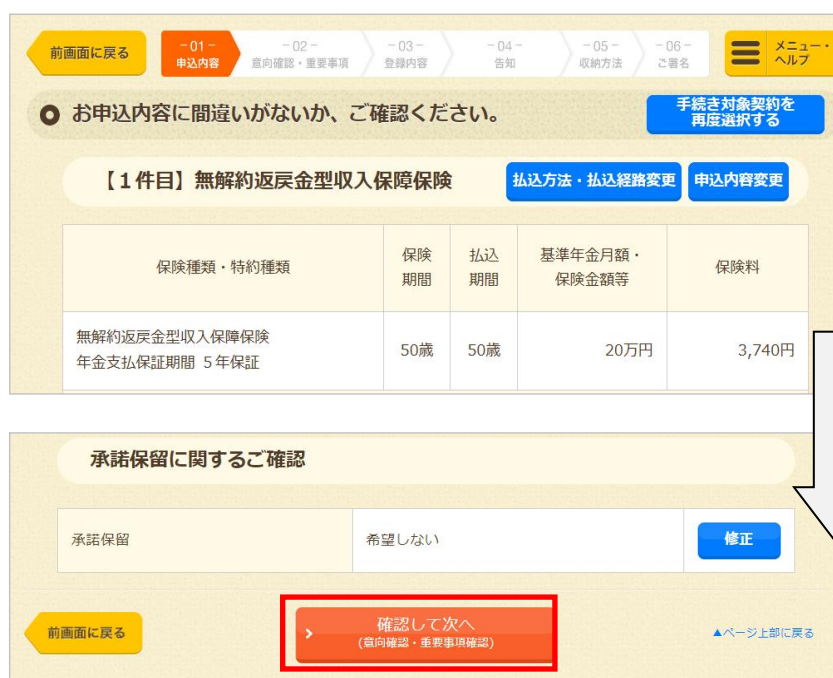 前画面に戻る
-01-
申込内容
-02-
意向確認・重要事項
-03-
登録内容
-04-
告知
-05-
収納方法
-06-
ご署名
メニュー・
ヘルプ
お申込内容に間違いがないか、ご確認ください。
手続き対象契約を
再度選択する
【1件目】無解約返戻金型収入保障保険
払込方法・払込経路変更
申込内容変更
保険種類・特約種類
保険
期間
払込
期間
基準年金月額・
保険金額等
保険料
無解約返戻金型収入保障保険
年金支払保証期間 5年保証
50歳
50歳
20万円
3,740円
承諾保留に関するご確認
承諾保留
希望しない
修正
前画面に戻る
確認して次へ
(意向確認・重要事項確認)
▲ページ上部に戻る